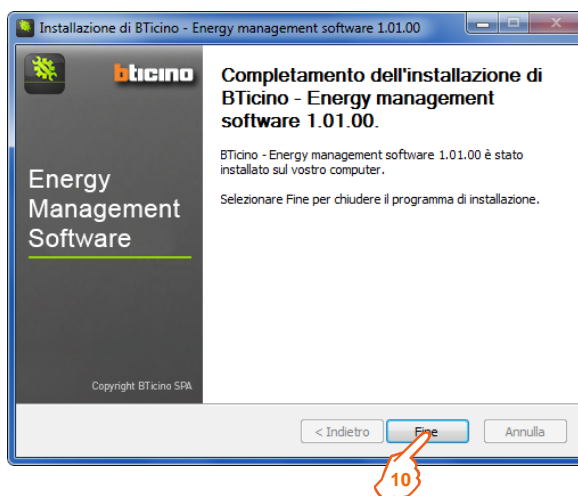 Installazione di BTicino - Energy management software 1.01.00
bticino
Energy
Management
Software
Copyright BTicino SPA
Completamento dell'installazione di
BTicino - Energy management
software 1.01.00.
BTicino - Energy management software 1.01.00 è stato
installato sul vostro computer.
Selezionare Fine per chiudere il programma di installazione.
< Indietro
Fine
Annulla
10